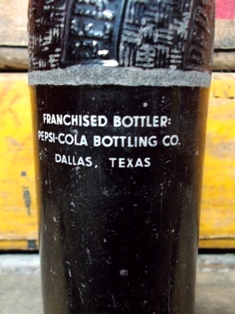 FRANCHISED BOTTLER:
PEPSI-COLA BOTTLING CO.
DALLAS, TEXAS